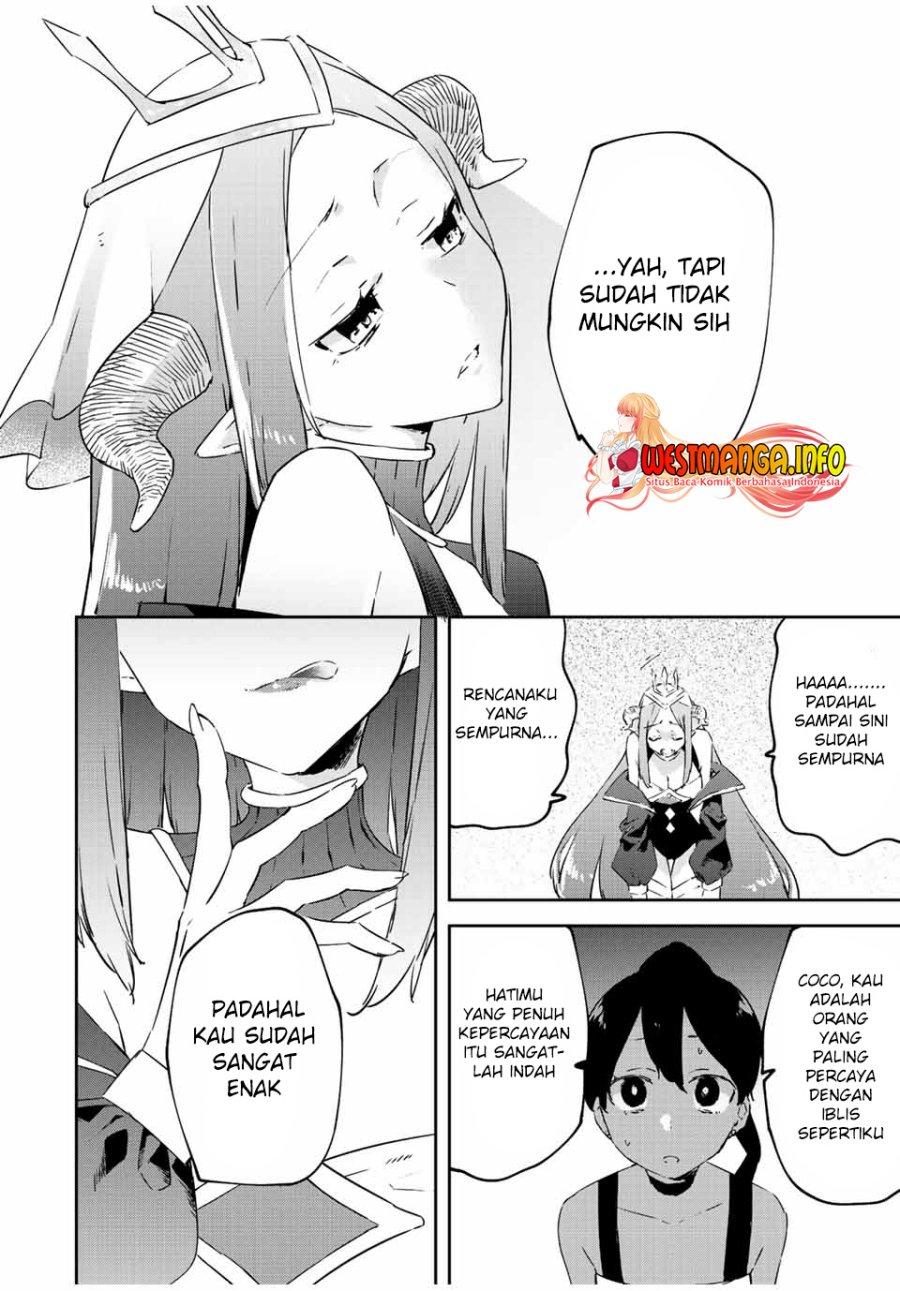 ...YAH, TAPI
SUDAH TIDAK
MUNGKIN SIH
WESTMANGA.INFO
Situs Baca Komik Berbahasa Indonesia
HAAAA.......
PADAHAL
SAMPAI SINI
SUDAH
SEMPURNA
RENCANAKU
YANG
SEMPURNA...
COCO, KAU
ADALAH
ORANG
YANG
PALING
PERCAYA
DENGAN
IBLIS
SEPERTIKU
HATIMU
YANG PENUH
KEPERCAYAAN
ITU SANGAT-
LAH INDAH
PADAHAL
KAU SUDAH
SANGAT
ENAK